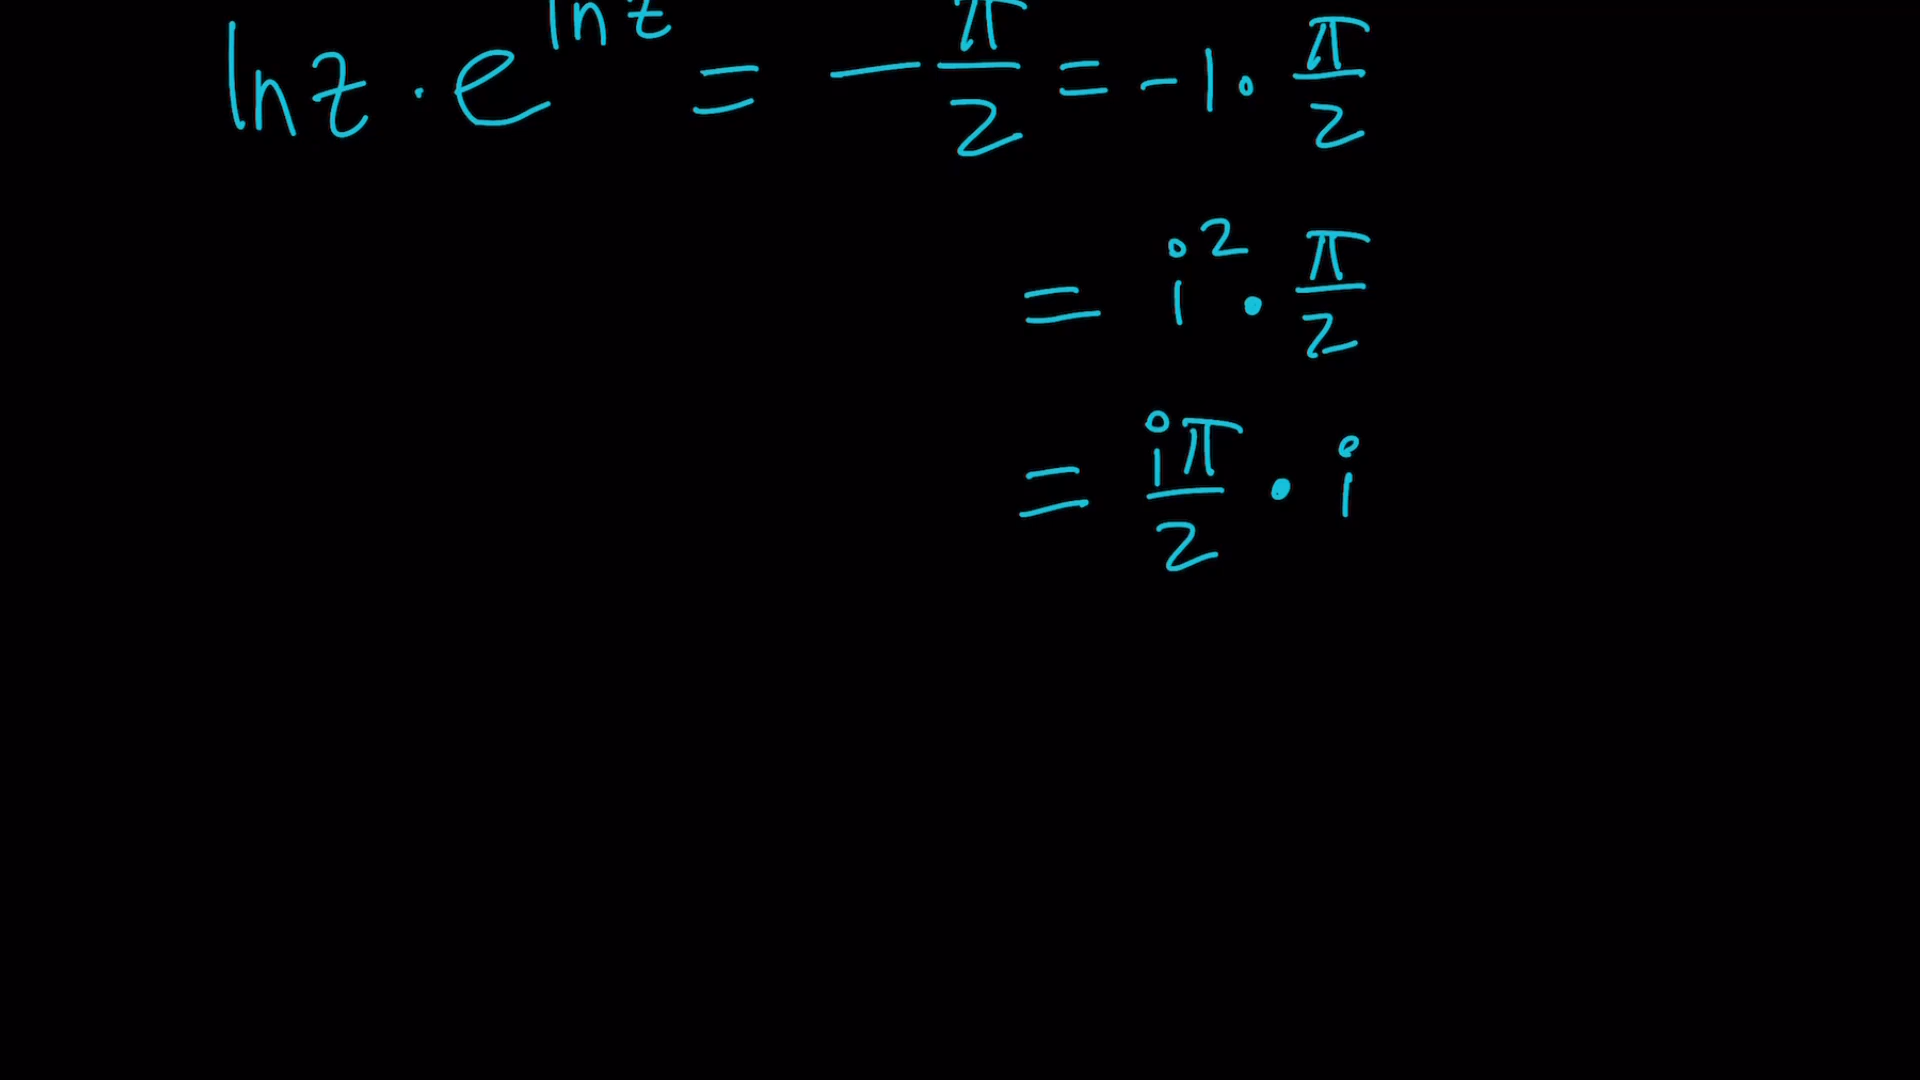 ln z · e^{ln z} = − π/2 = −1 · π/2
= i² · π/2
= iπ/2 · i